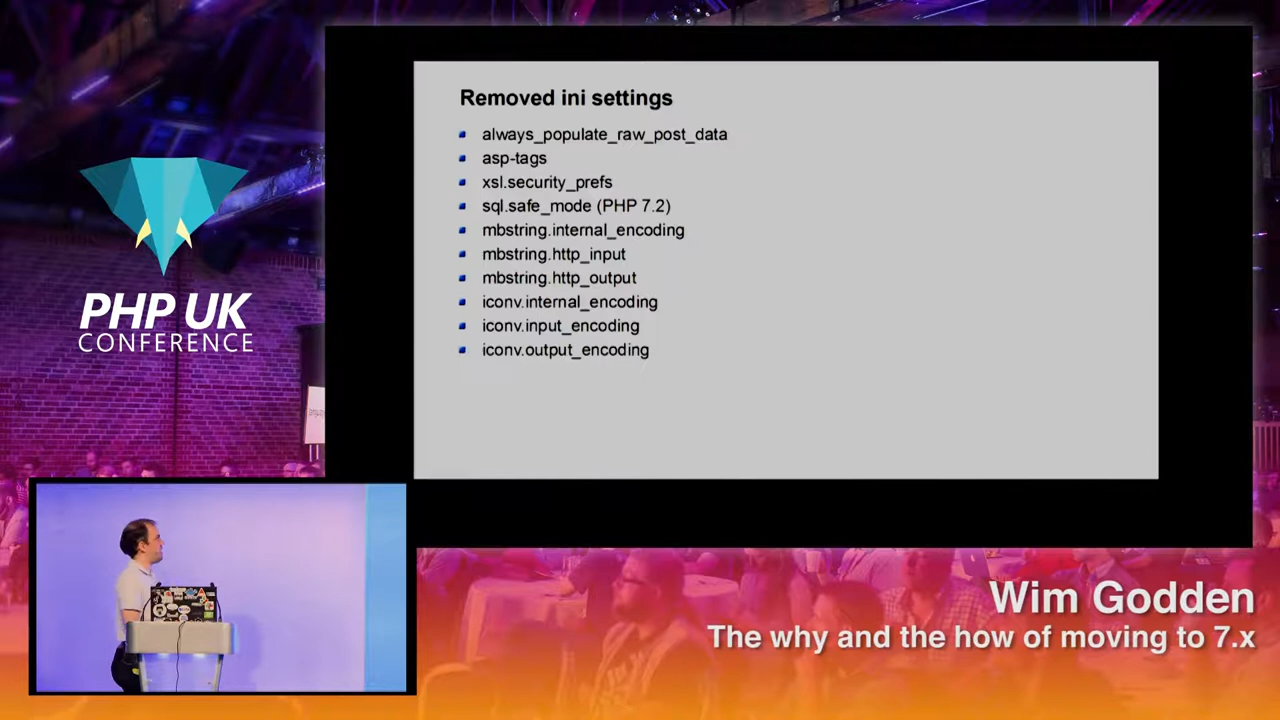 Removed ini settings
always_populate_raw_post_data
asp-tags
xsl.security_prefs
sql.safe_mode (PHP 7.2)
mbstring.internal_encoding
mbstring.http_input
mbstring.http_output
iconv.internal_encoding
iconv.input_encoding
iconv.output_encoding
PHP UK
CONFERENCE
Wim Godden
The why and the how of moving to 7.x